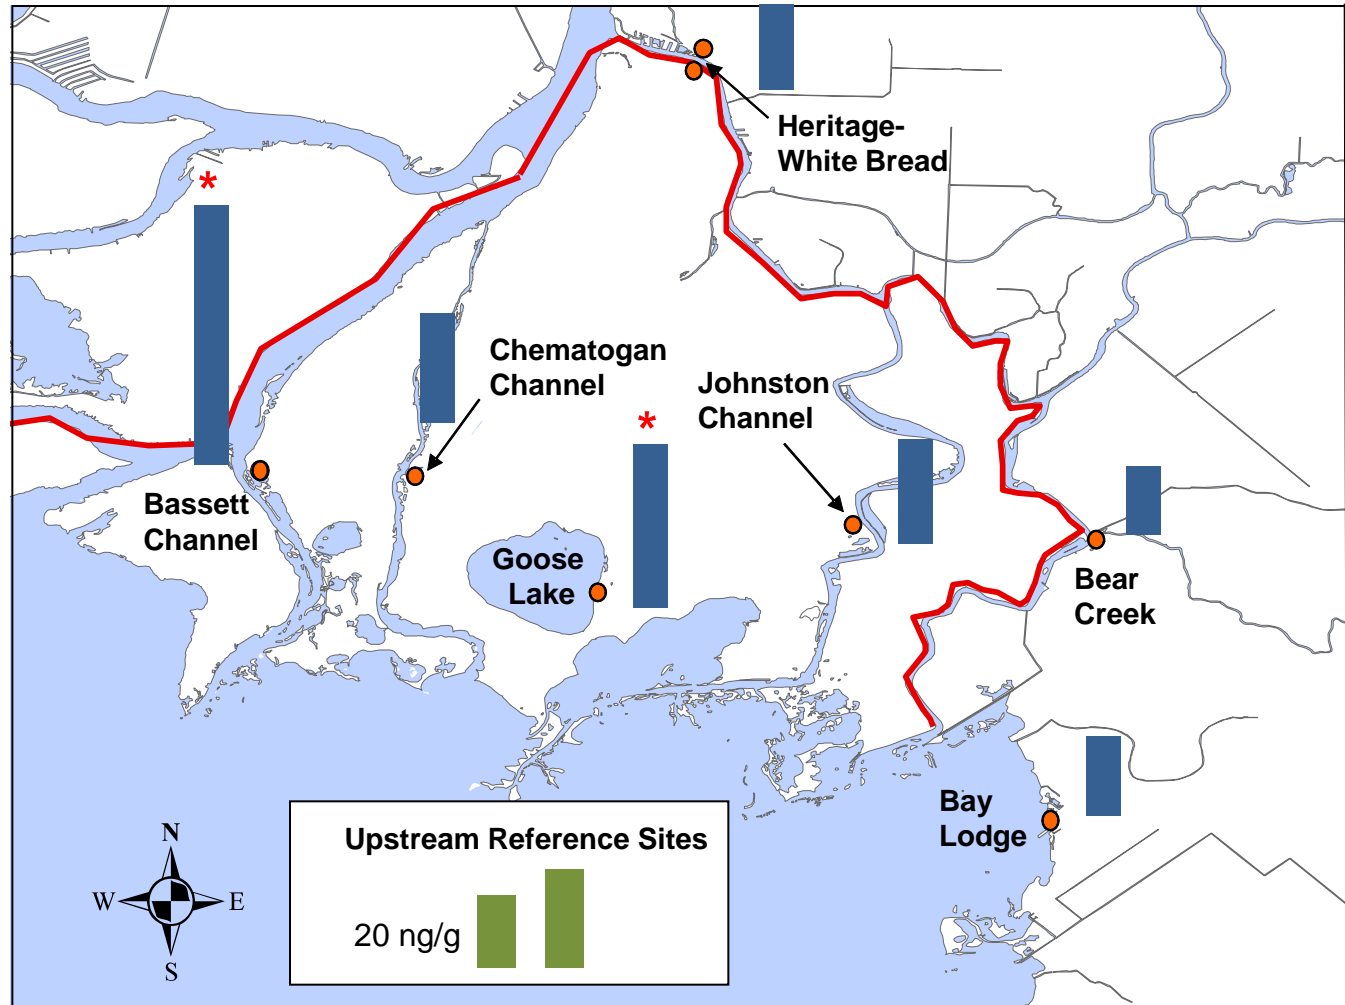 Heritage-
White Bread
*
Chematogan
Channel
Johnston
Channel
*
Bassett
Channel
Goose
Lake
Bear
Creek
Bay
Lodge
Upstream Reference Sites
20 ng/g
N
W
E
S